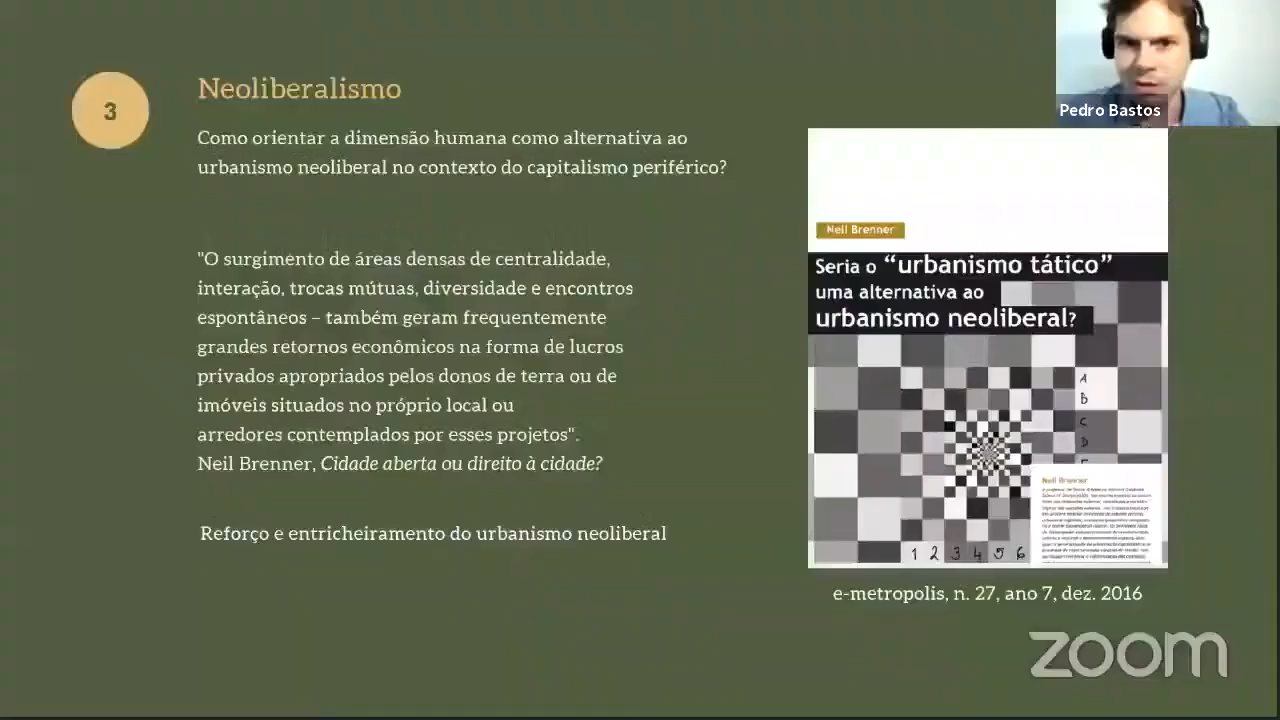 3
Neoliberalismo
Como orientar a dimensão humana como alternativa ao
urbanismo neoliberal no contexto do capitalismo periférico?
"O surgimento de áreas densas de centralidade,
interação, trocas mútuas, diversidade e encontros
espontâneos – também geram frequentemente
grandes retornos econômicos na forma de lucros
privados apropriados pelos donos de terra ou de
imóveis situados no próprio local ou
arredores contemplados por esses projetos".
Neil Brenner, Cidade aberta ou direito à cidade?
Reforço e entricheiramento do urbanismo neoliberal
Pedro Bastos
Neil Brenner
Seria o “urbanismo tático”
uma alternativa ao
urbanismo neoliberal?
A
B
C
D
Neil Brenner
1 2 3 4 5 6
e-metropolis, n. 27, ano 7, dez. 2016
zoom